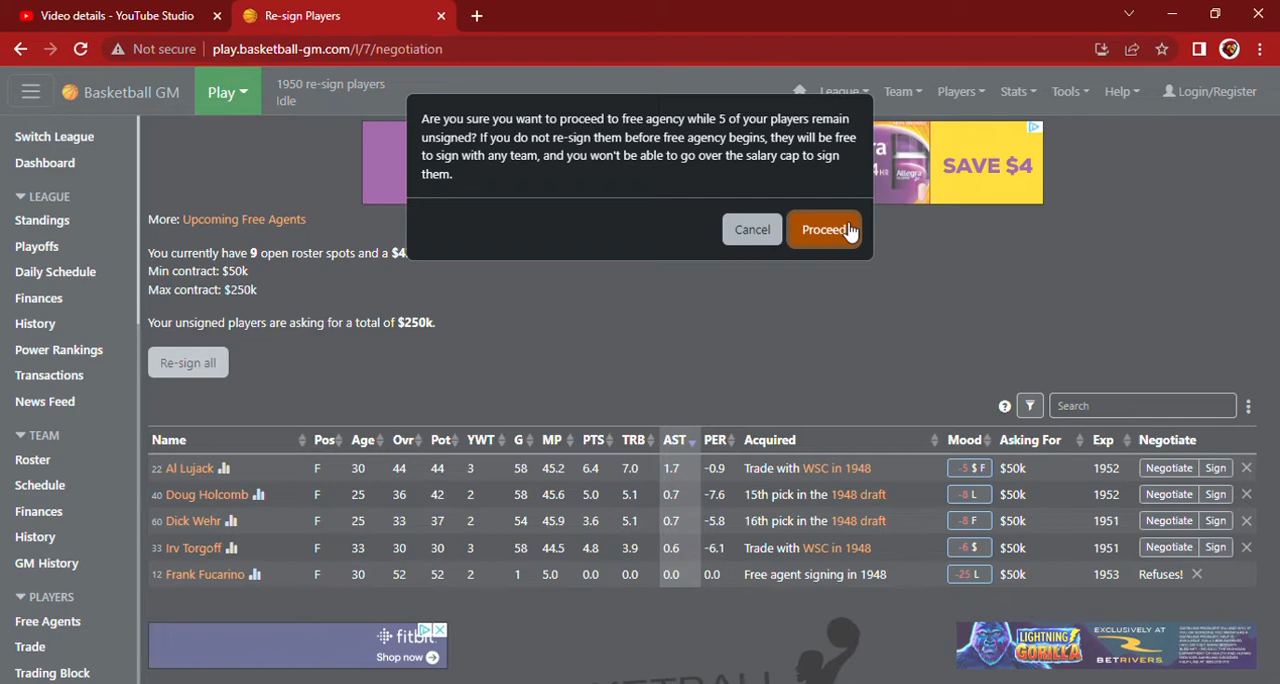 Video details - YouTube Studio
Re-sign Players
Not secure play.basketball-gm.com/l/7/negotiation
Basketball GM
Play
1950 re-sign players
Idle
League
Team
Players
Stats
Tools
Help
Login/Register
Are you sure you want to proceed to free agency while 5 of your players remain
unsigned? If you do not re-sign them before free agency begins, they will be free
to sign with any team, and you won't be able to go over the salary cap to sign
them.
Cancel
Proceed
SAVE $4
Switch League
Dashboard
LEAGUE
Standings
Playoffs
Daily Schedule
Finances
History
Power Rankings
Transactions
News Feed
TEAM
Roster
Schedule
Finances
History
GM History
PLAYERS
Free Agents
Trade
Trading Block
More: Upcoming Free Agents
You currently have 9 open roster spots and a
Min contract: $50k
Max contract: $250k
Your unsigned players are asking for a total of $250k.
Re-sign all
? Search
Name Pos Age Ovr Pot YWT G MP PTS TRB AST PER Acquired Mood Asking For Exp Negotiate
22 Al Lujack F 30 44 44 3 58 45.2 6.4 7.0 1.7 -0.9 Trade with WSC in 1948 -5 $ F $50k 1952 Negotiate Sign
40 Doug Holcomb F 25 36 42 2 58 45.6 5.0 5.1 0.7 -7.6 15th pick in the 1948 draft -8 L $50k 1952 Negotiate Sign
60 Dick Wehr F 25 33 37 2 54 45.9 3.6 5.1 0.7 -5.8 16th pick in the 1948 draft -8 F $50k 1951 Negotiate Sign
33 Irv Torgoff F 33 30 30 3 58 44.5 4.8 3.9 0.6 -6.1 Trade with WSC in 1948 -6 $ $50k 1951 Negotiate Sign
12 Frank Fucarino F 30 52 52 2 1 5.0 0.0 0.0 0.0 0.0 Free agent signing in 1948 -25 L $50k 1953 Refuses!
fitbit
Shop now
LIGHTNING
GORILLA
EXCLUSIVELY AT
BETRIVERS